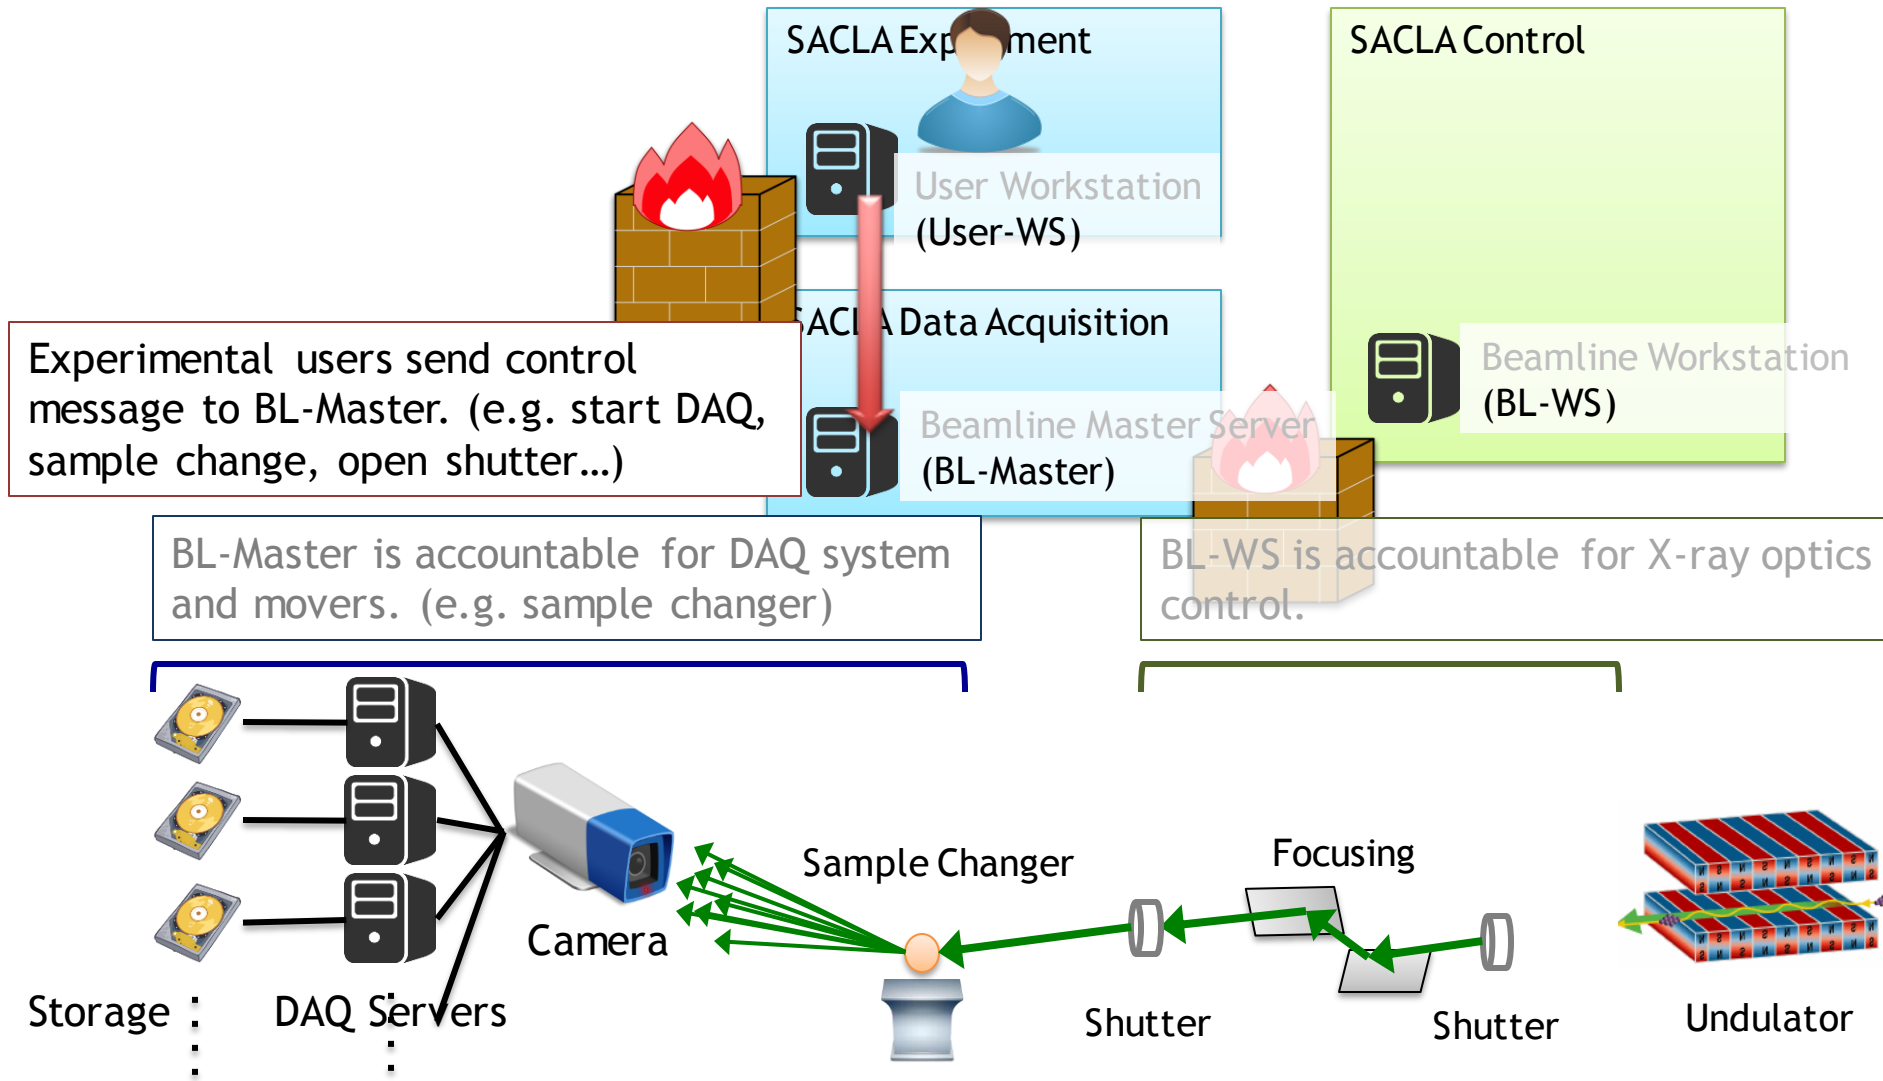 SACLA Experiment
SACLA Control
User Workstation
(User-WS)
SACLA Data Acquisition
Experimental users send control
message to BL-Master. (e.g. start DAQ,
sample change, open shutter…)
Beamline Workstation
(BL-WS)
Beamline Master Server
(BL-Master)
BL-Master is accountable for DAQ system
and movers. (e.g. sample changer)
BL-WS is accountable for X-ray optics
control.
Sample Changer
Focusing
Camera
Storage
DAQ Servers
Shutter
Shutter
Undulator